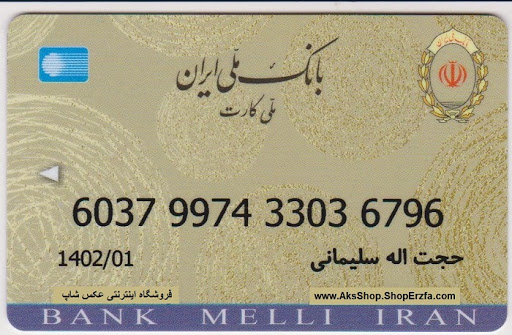 بانک ملی ایران
ملی کارت
6037 9974 3303 6796
1402/01 حجت اله سلیمانی
فروشگاه اینترنتی عکس شاپ www.AksShop.ShopErzfa.com
BANK MELLI IRAN